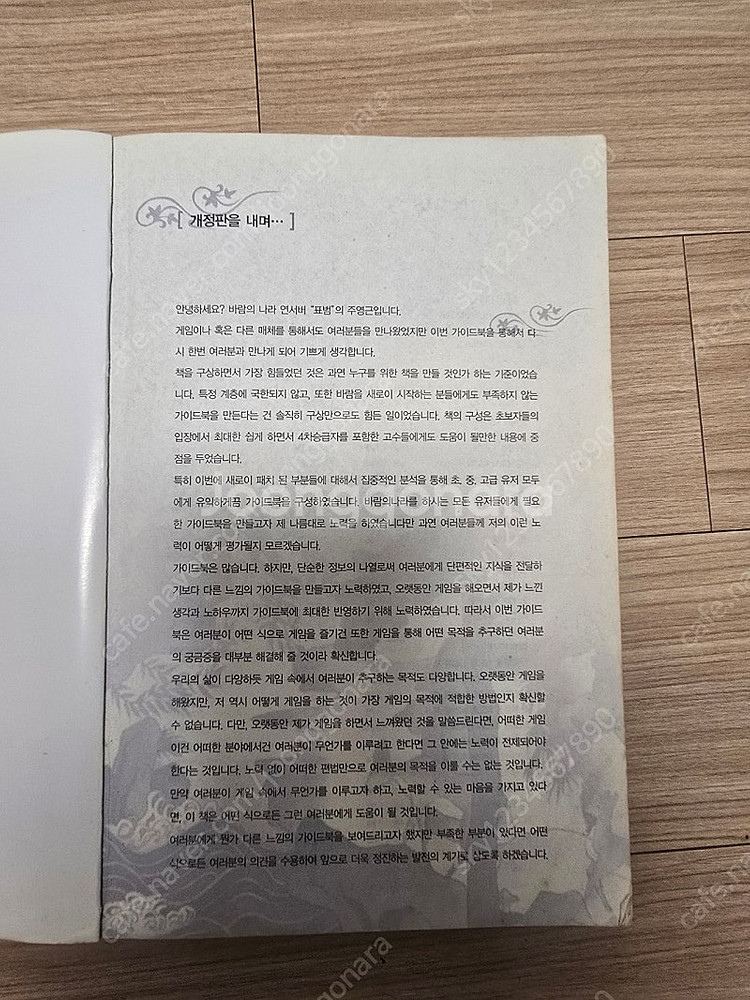 [ 개정판을 내며… ]
안녕하세요? 바람의 나라 연서버 "표범"의 주영근입니다.
게임이나 혹은 다른 매체를 통해서도 여러분들을 만나왔었지만 이번 가이드북을 통해서 다
시 한번 여러분과 만나게 되어 기쁘게 생각합니다.
책을 구상하면서 가장 힘들었던 것은 과연 누구를 위한 책을 만들 것인가 하는 기준이었습
니다. 특정 계층에 국한되지 않고, 또한 바람을 새로이 시작하는 분들에게도 부족하지 않는
가이드북을 만든다는 건 솔직히 구상만으로도 힘든 일이었습니다. 책의 구성은 초보자들의
입장에서 최대한 쉽게 하면서 4차승급자를 포함한 고수들에게도 도움이 될만한 내용에 중
점을 두었습니다.
특히 이번에 새로이 패치 된 부분들에 대해서 집중적인 분석을 통해 초, 중, 고급 유저 모두
에게 유익하게끔 가이드북을 구성하였습니다. 바람의나라를 하시는 모든 유저들에게 필요
한 가이드북을 만들고자 제 나름대로 노력을 하였습니다만 과연 여러분들께 저의 이런 노
력이 어떻게 평가될지 모르겠습니다.
가이드북은 많습니다. 하지만, 단순한 정보의 나열로써 여러분에게 단편적인 지식을 전달하
기보다 다른 느낌의 가이드북을 만들고자 노력하였고, 오랫동안 게임을 해오면서 제가 느낀
생각과 노하우까지 가이드북에 최대한 반영하기 위해 노력하였습니다. 따라서 이번 가이드
북은 여러분이 어떤 식으로 게임을 즐기건 또한 게임을 통해 어떤 목적을 추구하던 여러분
의 궁금증을 대부분 해결해 줄 것이라 확신합니다.
우리의 삶이 다양하듯 게임 속에서 여러분이 추구하는 목적도 다양합니다. 오랫동안 게임을
해왔지만, 저 역시 어떻게 게임을 하는 것이 가장 게임의 목적에 적합한 방법인지 확신할
수 없습니다. 다만, 오랫동안 제가 게임을 하면서 느껴왔던 것을 말씀드린다면, 어떠한 게임
이건 어떠한 분야에서건 여러분이 무언가를 이루려고 한다면 그 안에는 노력이 전제되어야
한다는 것입니다. 노력 없이 어떠한 편법만으로 여러분의 목적을 이룰 수는 없는 것입니다.
만약 여러분이 게임 속에서 무언가를 이루고자 하고, 노력할 수 있는 마음을 가지고 있다
면, 이 책은 어떤 식으로든 그런 여러분에게 도움이 될 것입니다.
여러분에게 뭔가 다른 느낌의 가이드북을 보여드리고자 했지만 부족한 부분이 있다면 어떤
식으로든 여러분의 의견을 수용하여 앞으로 더욱 정진하는 발전의 계기로 삼도록 하겠습니다.
cafe.naver.com/joonggonara
sky1234567890